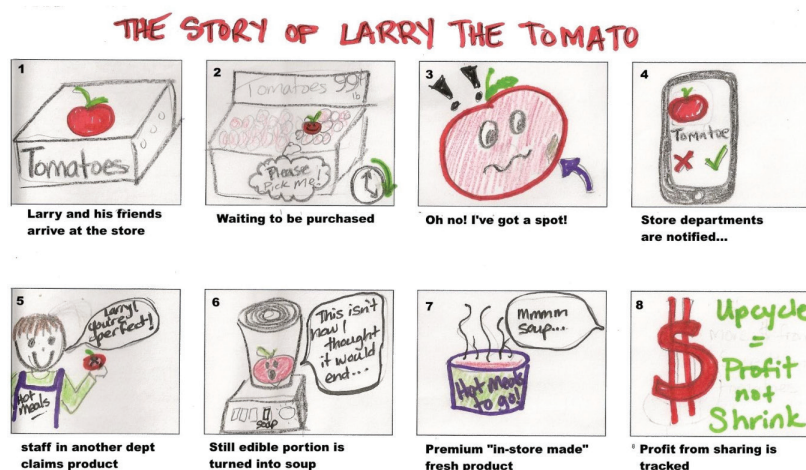 THE STORY OF LARRY THE TOMATO
1
Tomatoes
Larry and his friends
arrive at the store
2
Tomatoes 99¢
lb
Please
Pick me!
Waiting to be purchased
3
!!
Oh no! I've got a spot!
4
Tomatoe
Store departments
are notified...
5
Larry!
you're
perfect!
Hot
Meals
staff in another dept
claims product
6
This isn't
how I
thought
it would
end...
soup
Still edible portion is
turned into soup
7
Mmmm
soup...
Hot Meals
to go!
Premium "in-store made"
fresh product
8
$
Upcycle
=
Profit
not
Shrink
Profit from sharing is
tracked